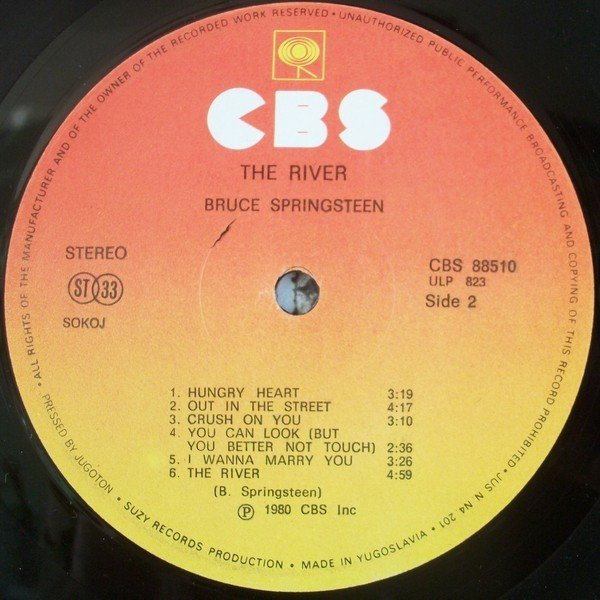 • ALL RIGHTS OF THE MANUFACTURER AND OF THE OWNER OF THE RECORDED WORK RESERVED • UNAUTHORIZED PUBLIC PERFORMANCE BROADCASTING AND COPYING OF THIS RECORD PROHIBITED • JUS N N4 201
CBS
THE RIVER
BRUCE SPRINGSTEEN
STEREO
ST 33
SOKOJ
CBS 88510
ULP 823
Side 2
1. HUNGRY HEART 3:19
2. OUT IN THE STREET 4:17
3. CRUSH ON YOU 3:10
4. YOU CAN LOOK (BUT
YOU BETTER NOT TOUCH) 2:36
5. I WANNA MARRY YOU 3:26
6. THE RIVER 4:59
(B. Springsteen)
Ⓟ 1980 CBS Inc
PRESSED BY JUGOTON • SUZY RECORDS PRODUCTION • MADE IN YUGOSLAVIA •